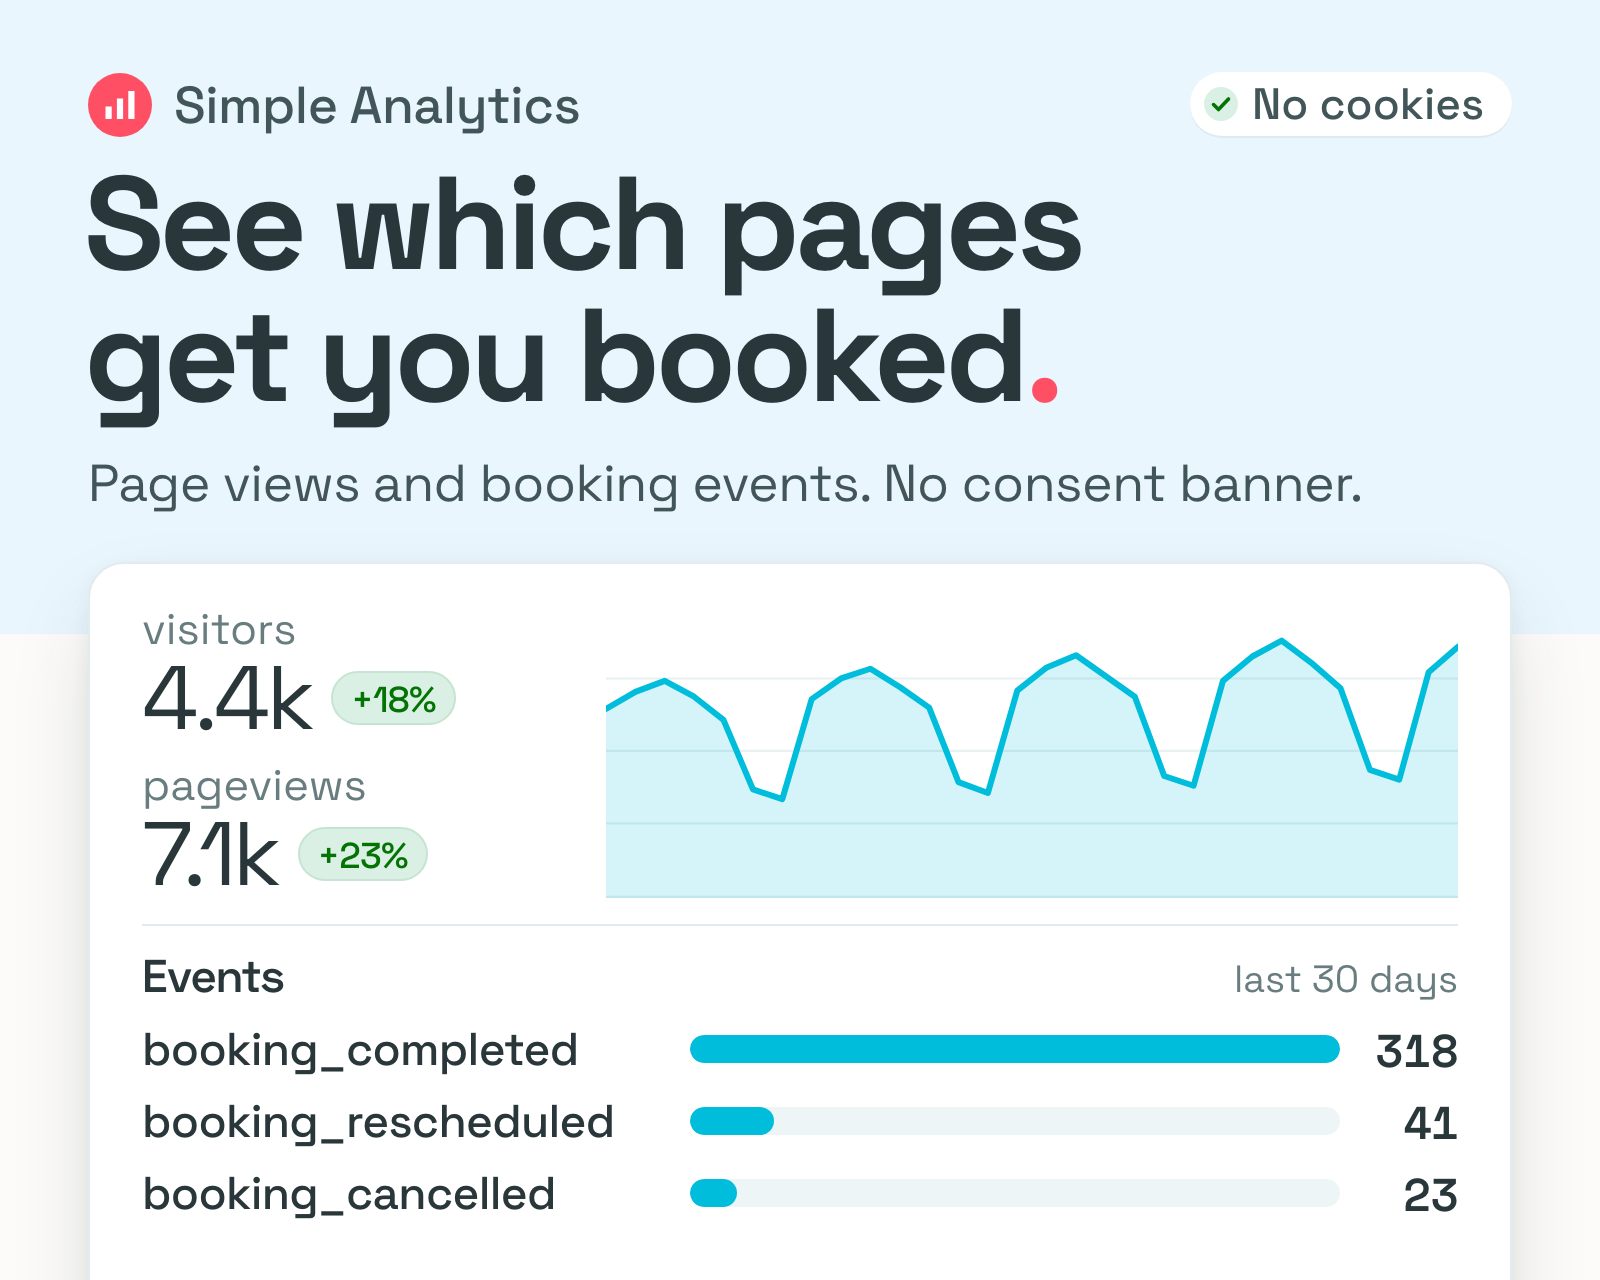 Simple Analytics
No cookies
See which pages
get you booked.
Page views and booking events. No consent banner.
visitors
4.4k +18%
pageviews
7.1k +23%
Events
last 30 days
booking_completed 318
booking_rescheduled 41
booking_cancelled 23